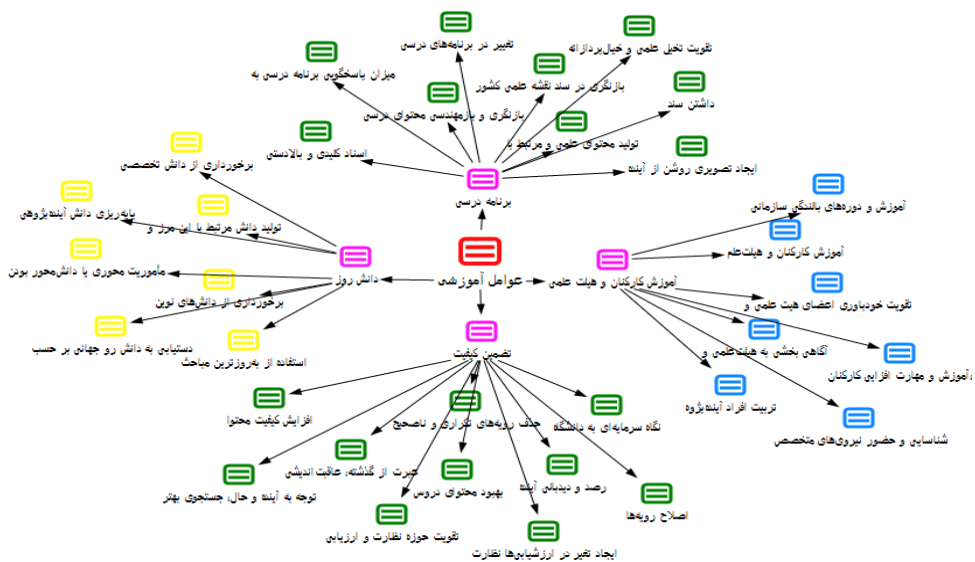 تقویت تخیل علمی و خیال‌پردازانه
تغییر در برنامه‌های درسی
میزان پاسخگویی برنامه درسی به
بازنگری در سند نقشه علمی کشور
داشتن سند
بازنگری و بازمهندسی محتوای درسی
تولید محتوای علمی و مرتبط با
اسناد کلیدی و بالادستی
ایجاد تصویری روشن از آینده
برنامه درسی
برخورداری از دانش تخصصی
پایه‌ریزی دانش آینده‌پژوهی
تولید دانش مرتبط با این مرز و
مأموریت محوری یا دانش‌محور بودن
دانش روز
برخورداری از دانش‌های نوین
دستیابی به دانش رو جهانی بر حسب
استفاده از به‌روزترین مباحث
عوامل آموزشی
آموزش کارکنان و هیئت علمی
آموزش و دوره‌های بالندگی سازمانی
آموزش کارکنان و هیئت‌علم
تقویت خودباوری اعضای هیت علمی و
آگاهی بخشی به هیئت‌علمی و
آموزش و مهارت افزایی کارکنان
تربیت افراد آینده‌پژوه
شناسایی و حضور نیروی‌های متخصص
تضمین کیفیت
افزایش کیفیت محتوا
حذف رویه‌های تکراری و ناصحیح
نگاه سرمایه‌ای به دانشگاه
عبرت از گذشته، عاقبت اندیشی
توجه به آینده و حال، جستجوی بهتر
بهبود محتوای دروس
رصد و دیدبانی آینده
اصلاح رویه‌ها
تقویت حوزه نظارت و ارزیابی
ایجاد تغیر در ارزشیابی‌ها نظارت